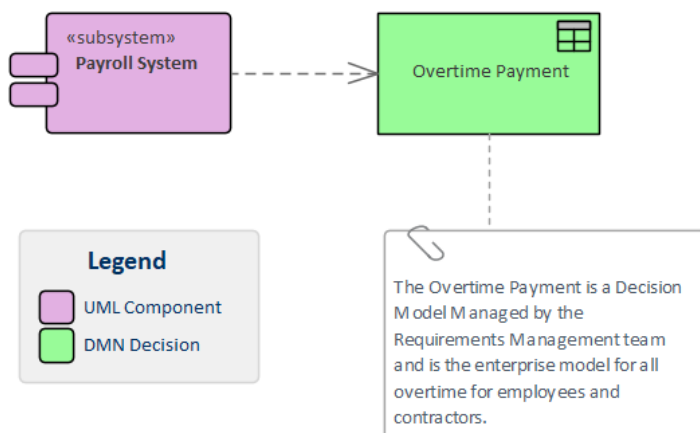 «subsystem»
Payroll System
Overtime Payment
Legend
UML Component
DMN Decision
The Overtime Payment is a Decision
Model Managed by the
Requirements Management team
and is the enterprise model for all
overtime for employees and
contractors.